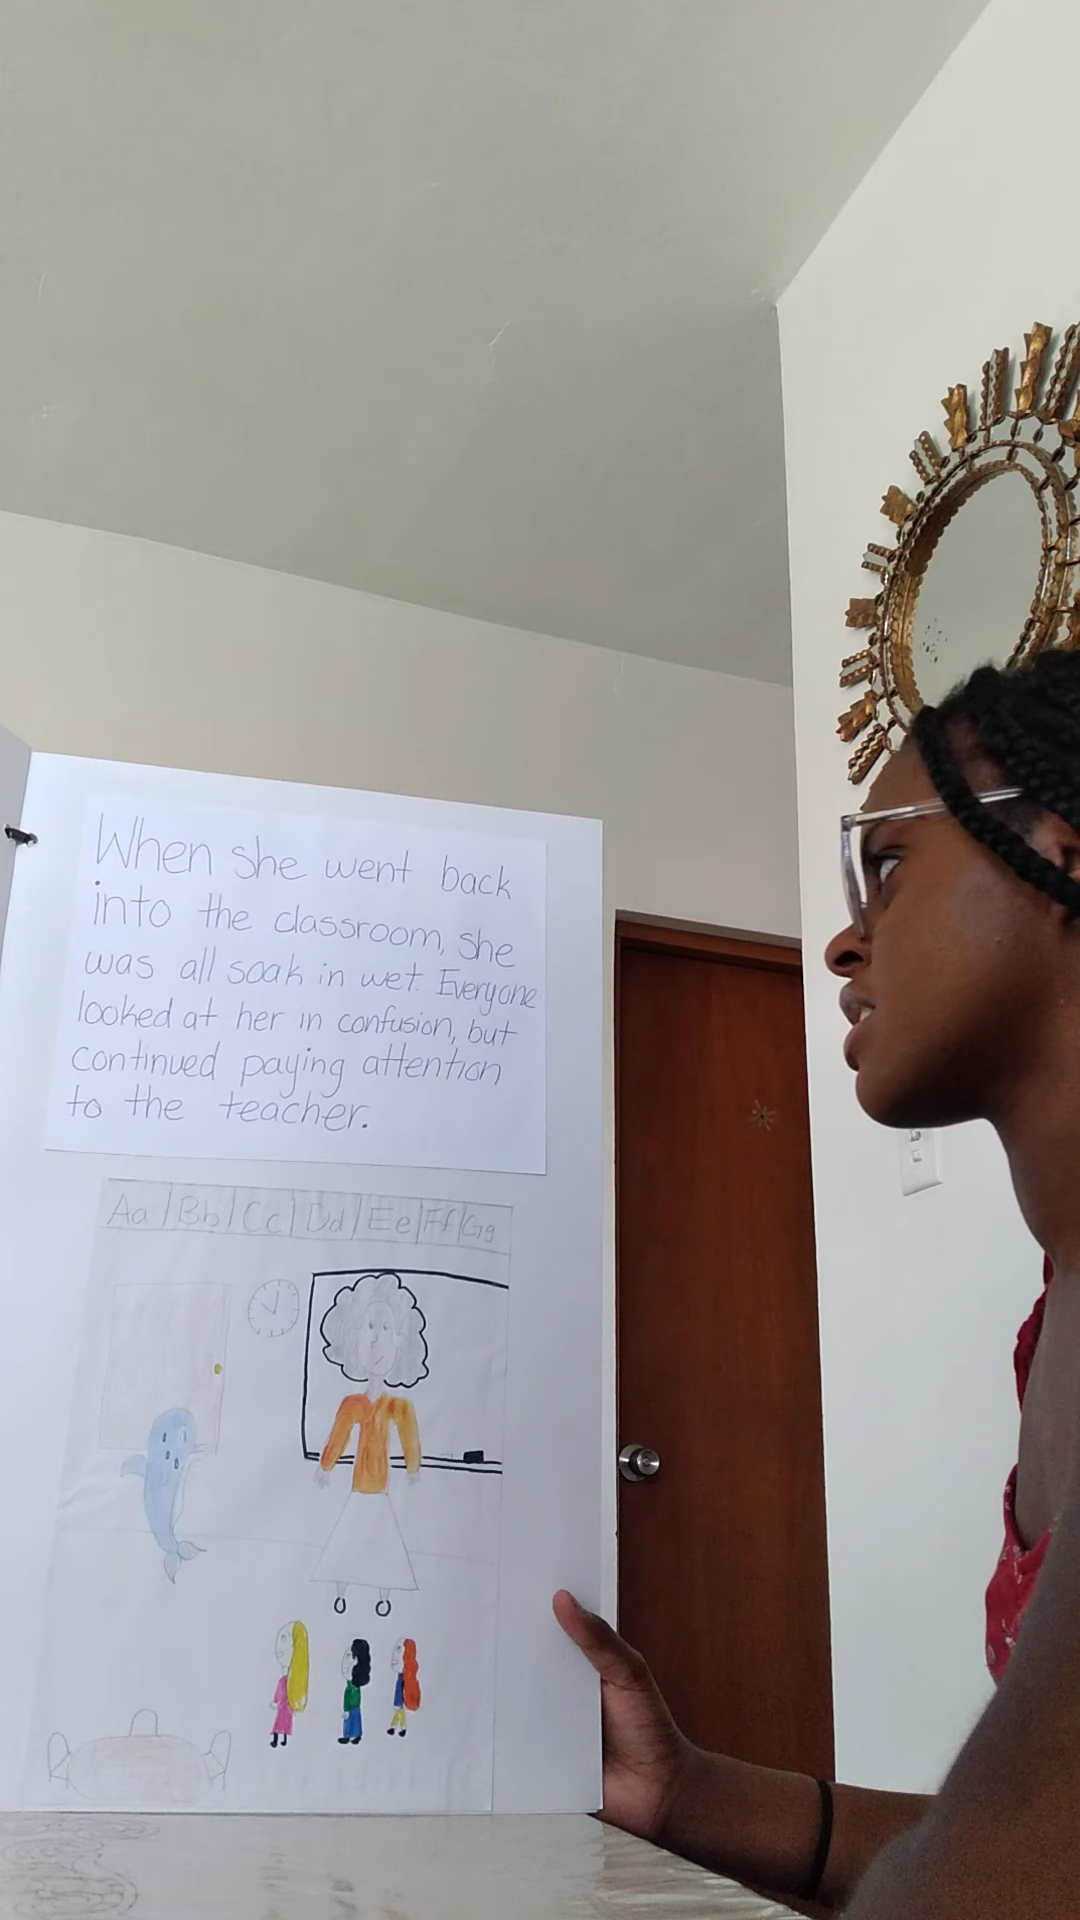 When she went back
into the classroom, she
was all soak in wet. Everyone
looked at her in confusion, but
continued paying attention
to the teacher.
Aa Bb Cc Dd Ee Ff Gg